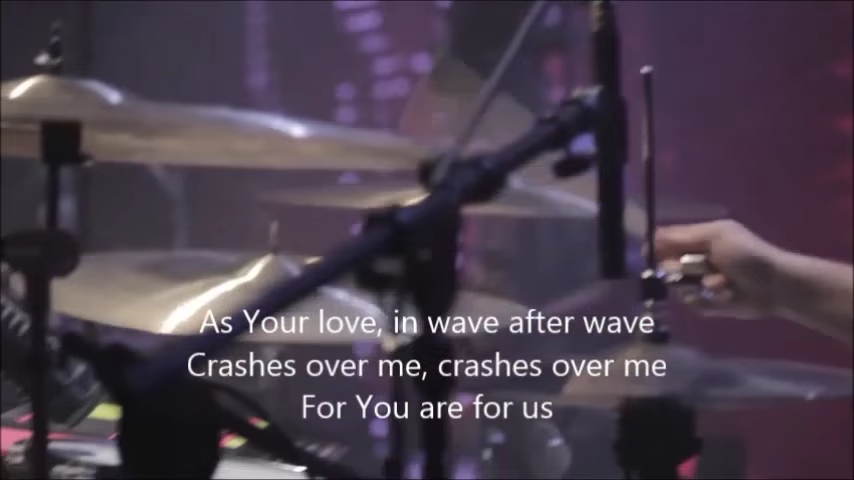 As Your love, in wave after wave
Crashes over me, crashes over me
For You are for us